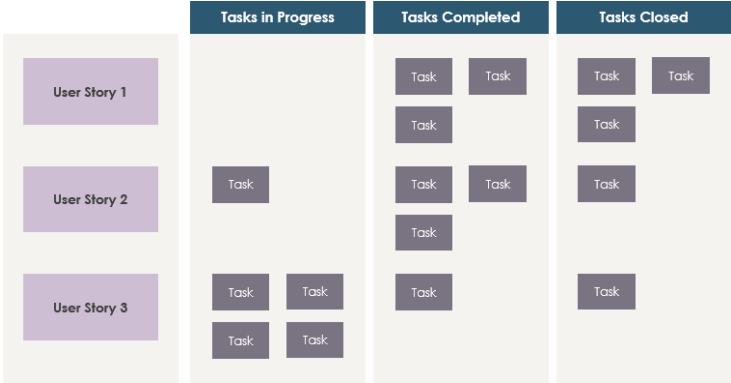 Tasks in Progress Tasks Completed Tasks Closed
User Story 1 Task Task Task Task
Task Task
User Story 2 Task Task Task Task
Task
User Story 3 Task Task Task Task
Task Task